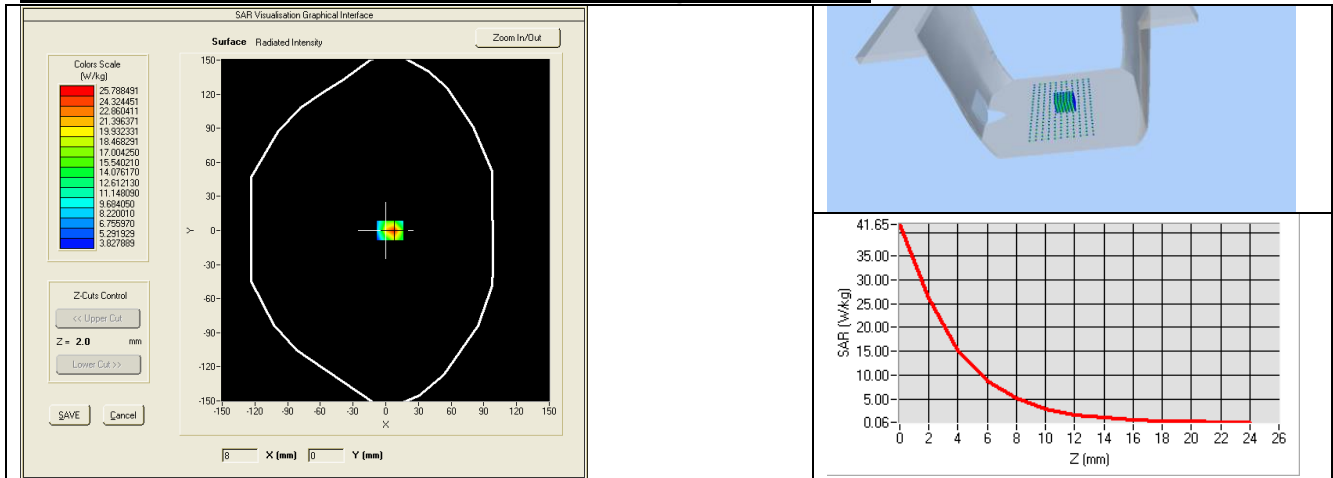 SAR Visualisation Graphical Interface
Surface Radiated Intensity
Zoom In/Out
Colors Scale
(W/kg)
25.788491
24.324451
22.860411
21.396371
19.932331
18.468291
17.004250
15.540210
14.076170
12.612130
11.148090
9.684050
8.220010
6.755970
5.291929
3.827889
Z-Cuts Control
<< Upper Cut
Z = 2.0 mm
Lower Cut >>
SAVE Cancel
150-
120-
90-
60-
30-
Y 0-
-30-
-60-
-90-
-120-
-150-
-150 -120 -90 -60 -30 0 30 60 90 120 150
X
8 X (mm) 0 Y (mm)
41.65-
35.00-
30.00-
25.00-
20.00-
15.00-
10.00-
5.00-
0.06-
SAR (W/kg)
0 2 4 6 8 10 12 14 16 18 20 22 24 26
Z (mm)